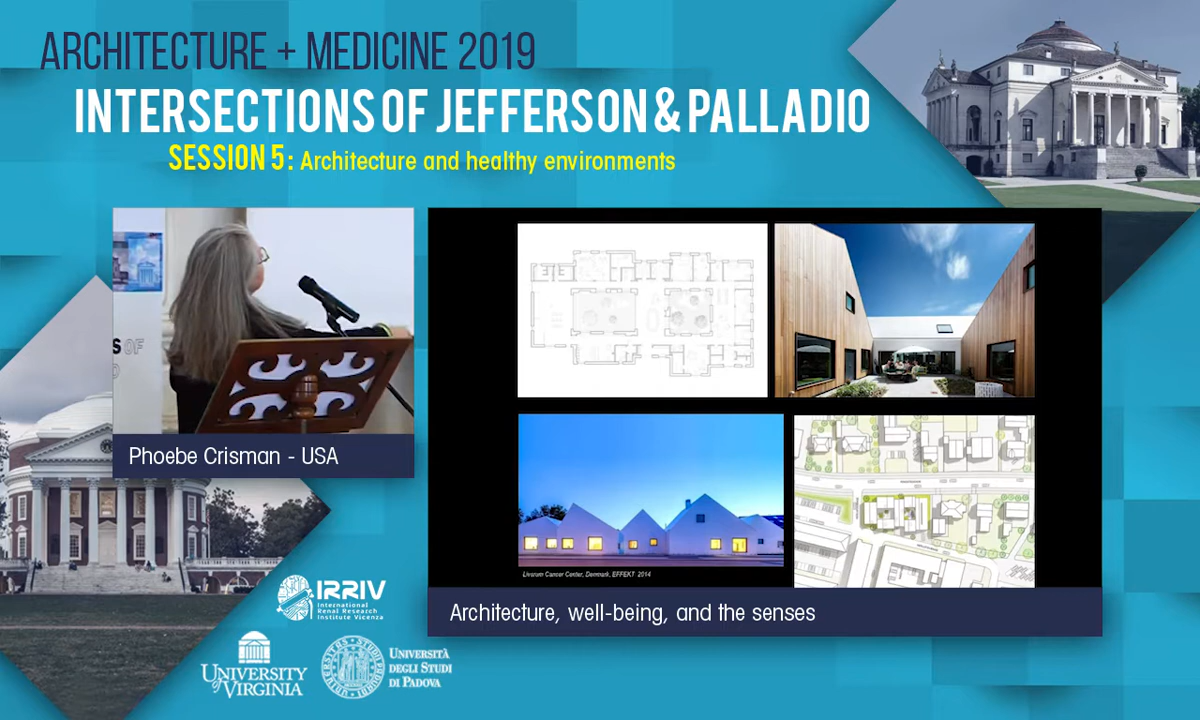 ARCHITECTURE + MEDICINE 2019
INTERSECTIONS OF JEFFERSON & PALLADIO
SESSION 5: Architecture and healthy environments
S OF
Phoebe Crisman - USA
Livsrum Cancer Center, Denmark, EFFEKT 2014
Architecture, well-being, and the senses
IRRIV
International
Renal Research
Institute Vicenza
UNIVERSITY
of VIRGINIA
UNIVERSITÀ
DEGLI STUDI
DI PADOVA